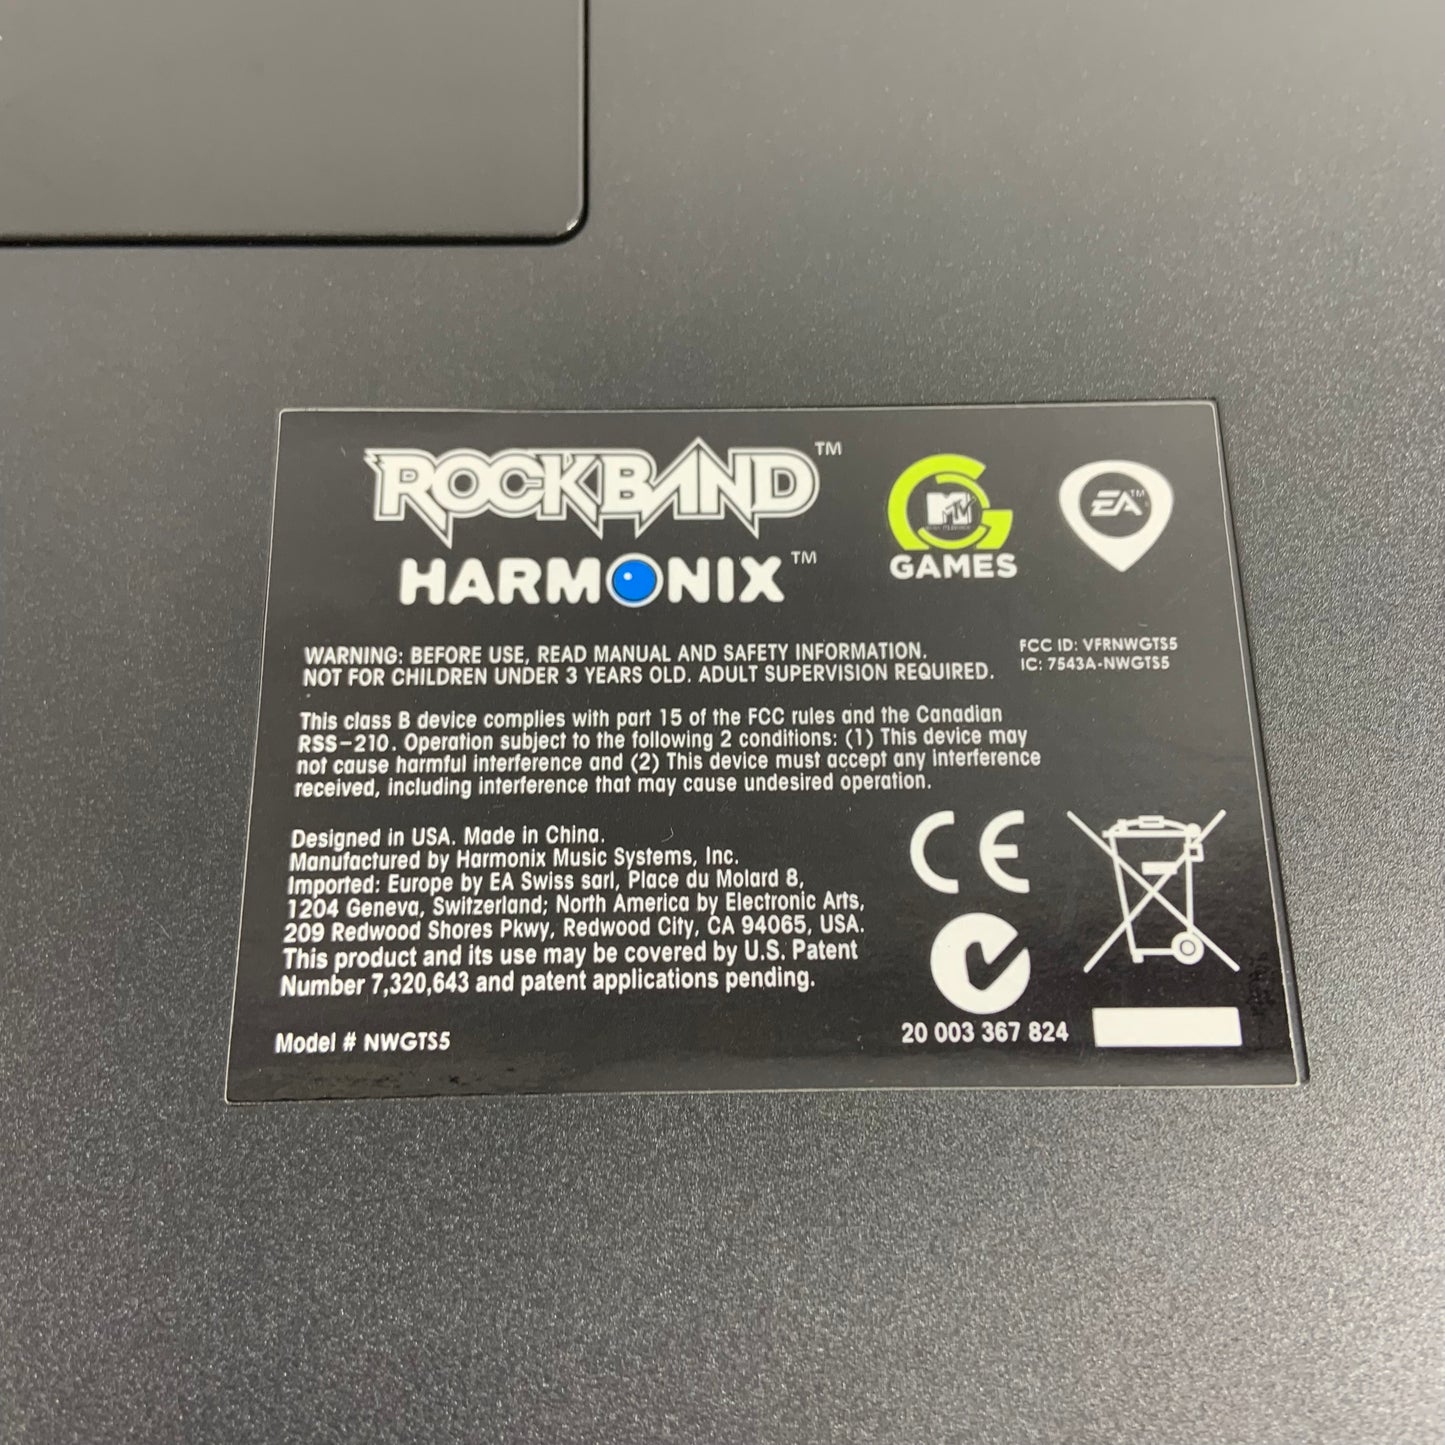 ROCKBAND™
HARMONIX™
MTV
GAMES
EA™
WARNING: BEFORE USE, READ MANUAL AND SAFETY INFORMATION.
NOT FOR CHILDREN UNDER 3 YEARS OLD. ADULT SUPERVISION REQUIRED.
FCC ID: VFRNWGTS5
IC: 7543A-NWGTS5
This class B device complies with part 15 of the FCC rules and the Canadian
RSS-210. Operation subject to the following 2 conditions: (1) This device may
not cause harmful interference and (2) This device must accept any interference
received, including interference that may cause undesired operation.
Designed in USA. Made in China.
Manufactured by Harmonix Music Systems, Inc.
Imported: Europe by EA Swiss sarl, Place du Molard 8,
1204 Geneva, Switzerland; North America by Electronic Arts,
209 Redwood Shores Pkwy, Redwood City, CA 94065, USA.
This product and its use may be covered by U.S. Patent
Number 7,320,643 and patent applications pending.
Model # NWGTS5
CE
20 003 367 824